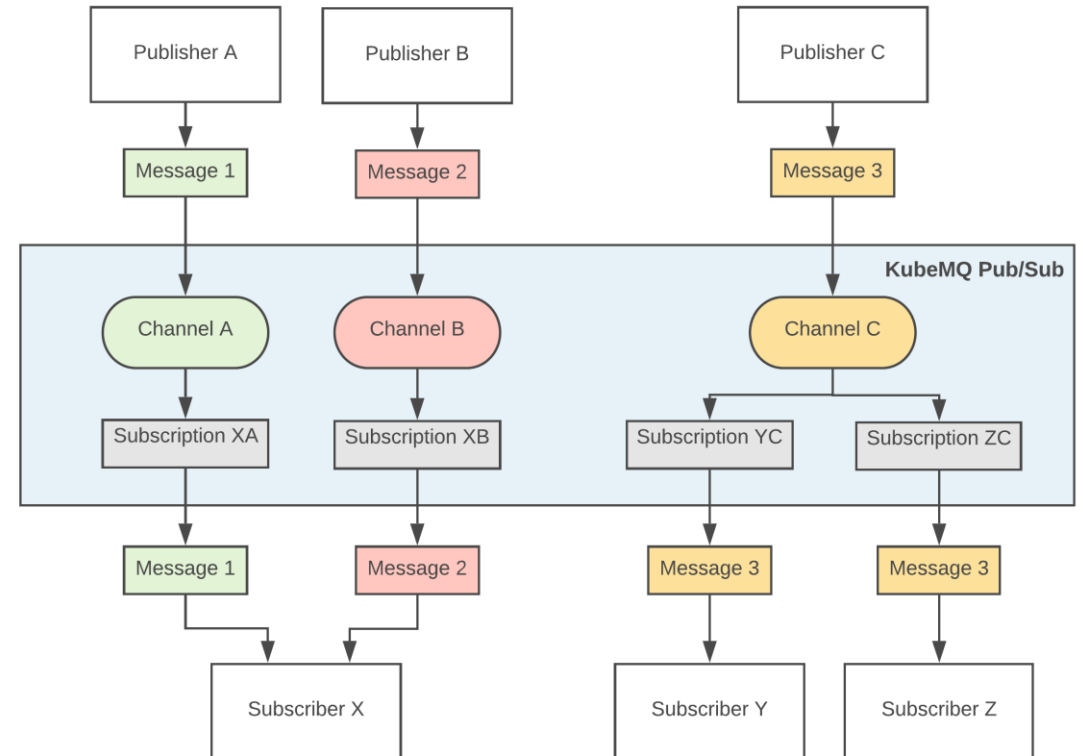 Publisher A
Publisher B
Publisher C
Message 1
Message 2
Message 3
KubeMQ Pub/Sub
Channel A
Channel B
Channel C
Subscription XA
Subscription XB
Subscription YC
Subscription ZC
Message 1
Message 2
Message 3
Message 3
Subscriber X
Subscriber Y
Subscriber Z